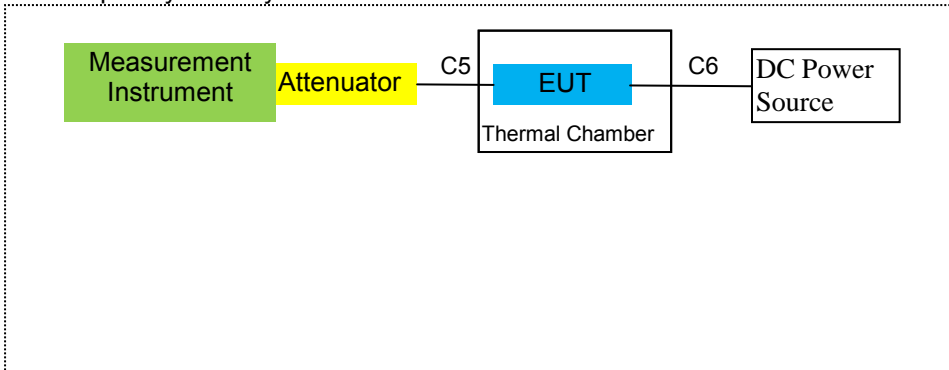 Measurement
Instrument
Attenuator
C5
EUT
Thermal Chamber
C6
DC Power
Source